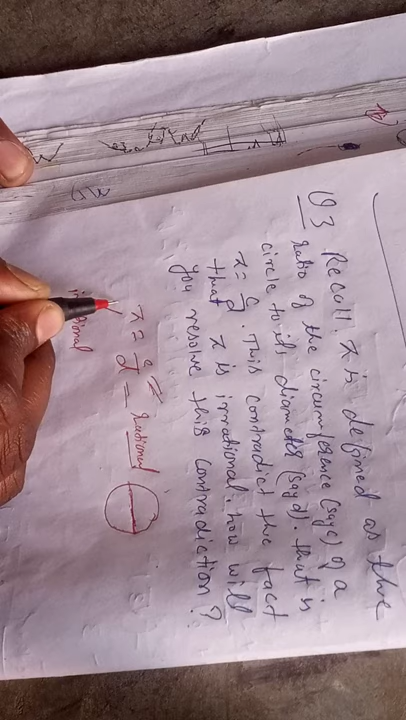 Q3 Recall. π is defined as the
ratio of the circumference (say c) of a
circle to its diameter (say d). that is
π = c/d. This contradict the fact
that π is irrational. how will
you resolve this contradiction?
π = c/d = Rational
irrational